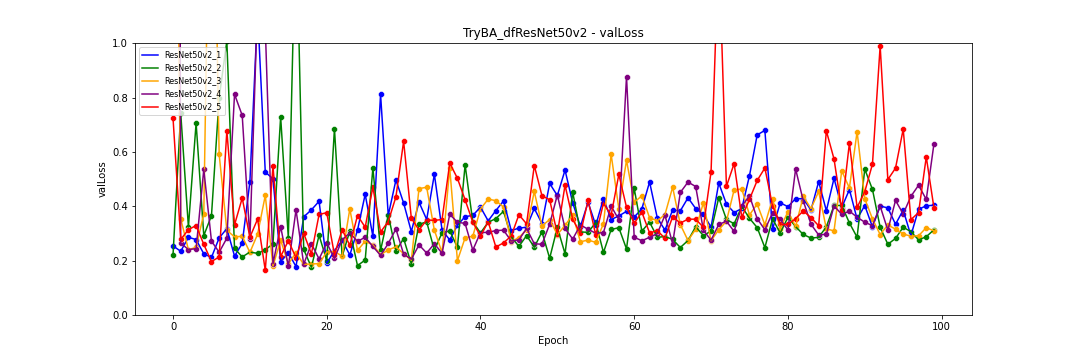 TryBA_dfResNet50v2 - valLoss
valLoss
1.0
0.8
0.6
0.4
0.2
0.0
ResNet50v2_1
ResNet50v2_2
ResNet50v2_3
ResNet50v2_4
ResNet50v2_5
0 20 40 60 80 100
Epoch